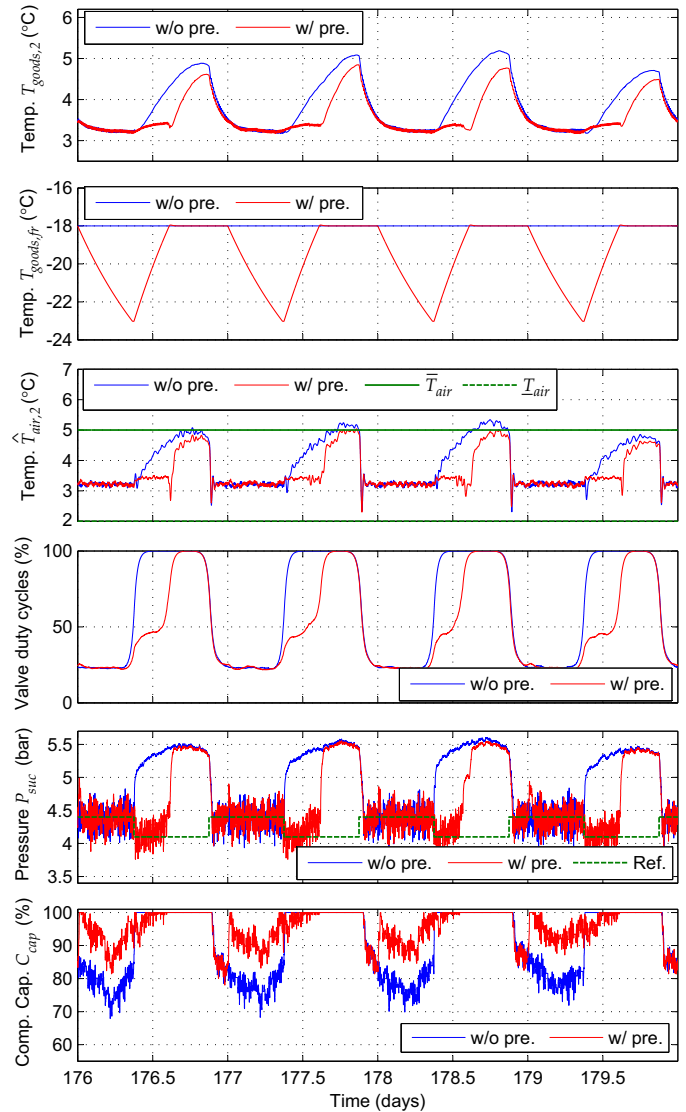 6
5
4
3
Temp. T_goods,2 (°C)
w/o pre. w/ pre.
-16
-18
-20
-22
-24
Temp. T_goods,fr (°C)
w/o pre. w/ pre.
7
6
5
4
3
2
Temp. T̂_air,2 (°C)
w/o pre. w/ pre. T̅_air T̲_air
100
50
0
Valve duty cycles (%)
w/o pre. w/ pre.
5.5
5
4.5
4
3.5
Pressure P_suc (bar)
w/o pre. w/ pre. Ref.
100
90
80
70
60
Comp. Cap. C_cap (%)
w/o pre. w/ pre.
176 176.5 177 177.5 178 178.5 179 179.5
Time (days)